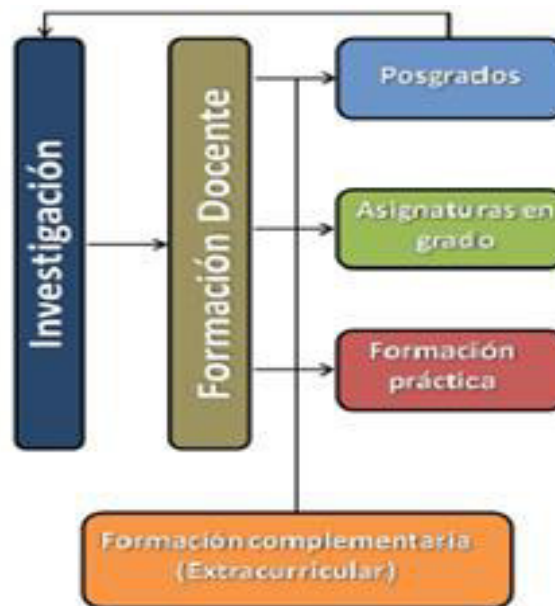 Investigación
Formación Docente
Posgrados
Asignaturas en
grado
Formación
práctica
Formación complementaria
(Extracurricular)